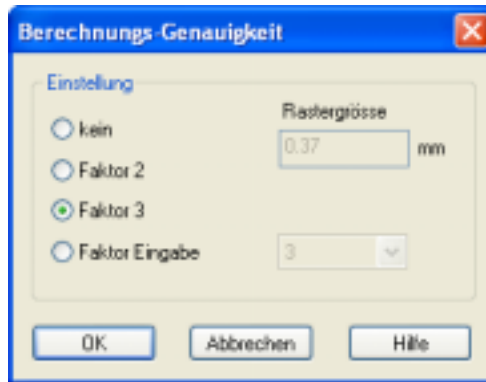 Berechnungs-Genauigkeit
Einstellung
kein
Rastergrösse
0.37 mm
Faktor 2
Faktor 3
Faktor Eingabe 3
OK Abbrechen Hilfe